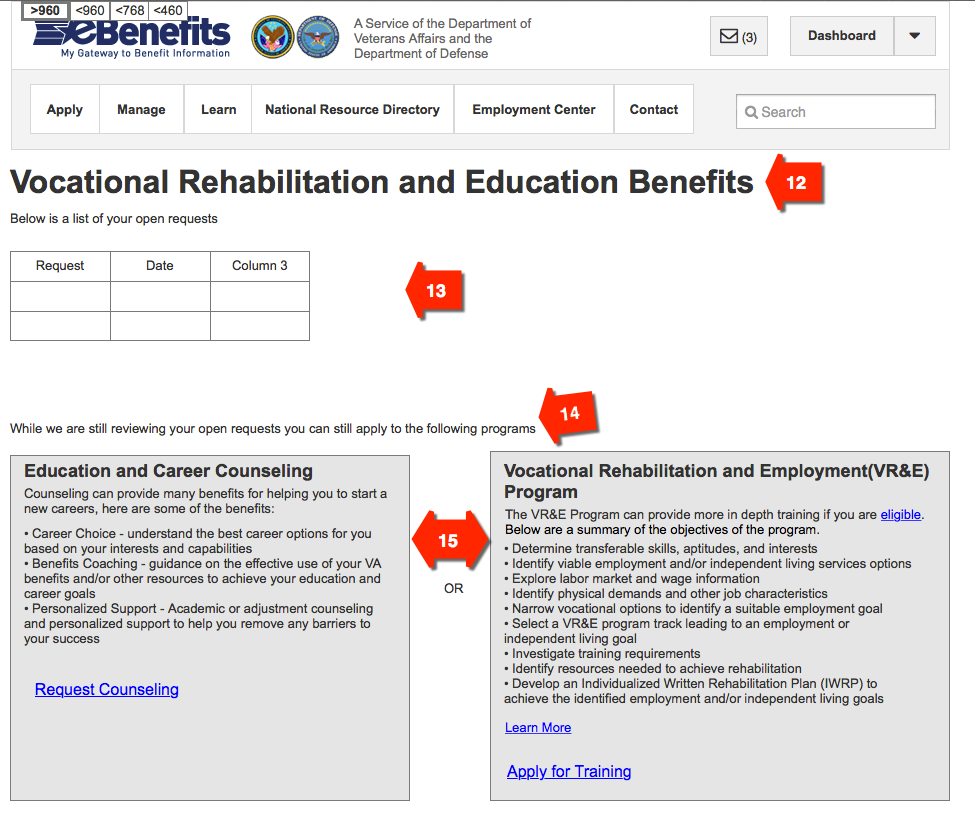 >960 <960 <768 <460
eBenefits
My Gateway to Benefit Information
A Service of the Department of
Veterans Affairs and the
Department of Defense
(3)
Dashboard
Apply Manage Learn National Resource Directory Employment Center Contact
Search
Vocational Rehabilitation and Education Benefits
12
Below is a list of your open requests
Request Date Column 3
13
14
While we are still reviewing your open requests you can still apply to the following programs
Education and Career Counseling
Counseling can provide many benefits for helping you to start a
new careers, here are some of the benefits:
• Career Choice - understand the best career options for you
based on your interests and capabilities
• Benefits Coaching - guidance on the effective use of your VA
benefits and/or other resources to achieve your education and
career goals
• Personalized Support - Academic or adjustment counseling
and personalized support to help you remove any barriers to
your success
Request Counseling
15
OR
Vocational Rehabilitation and Employment(VR&E)
Program
The VR&E Program can provide more in depth training if you are eligible.
Below are a summary of the objectives of the program.
• Determine transferable skills, aptitudes, and interests
• Identify viable employment and/or independent living services options
• Explore labor market and wage information
• Identify physical demands and other job characteristics
• Narrow vocational options to identify a suitable employment goal
• Select a VR&E program track leading to an employment or
independent living goal
• Investigate training requirements
• Identify resources needed to achieve rehabilitation
• Develop an Individualized Written Rehabilitation Plan (IWRP) to
achieve the identified employment and/or independent living goals
Learn More
Apply for Training